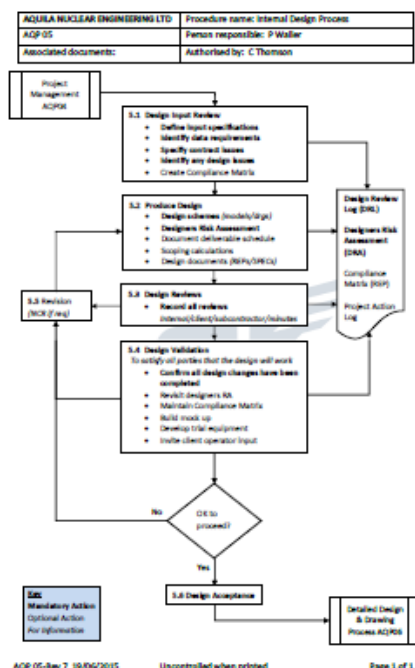 AQUILA NUCLEAR ENGINEERING LTD
Procedure name: Internal Design Process
AQP 05
Person responsible: P Waller
Associated documents:
Authorised by: C Thomson
Project
Management
AQP04
5.1 Design Input Review
Define input specifications
Identify data requirements
Specify contract issues
Identify any design issues
Create Compliance Matrix
5.2 Produce Design
Design schemes (models/drgs)
Designers Risk Assessment
Document deliverable schedule
Scoping calculations
Design documents (REPs/SPECs)
Design Review
Log (DRL)
Designers Risk
Assessment
(DRA)
Compliance
Matrix (REP)
Project Action
Log
5.5 Revision
(NCR if req)
5.3 Design Reviews
Record all reviews
Internal/client/subcontractor/minutes
5.4 Design Validation
To satisfy all parties that the design will work
Confirm all design changes have been
completed
Revisit designers RA
Maintain Compliance Matrix
Build mock up
Develop trial equipment
Invite client operator input
No
OK to
proceed?
Yes
5.6 Design Acceptance
Key:
Mandatory Action
Optional Action
For information
Detailed Design
& Drawing
Process AQP06
AQP 05-Rev 7 19/06/2015
Uncontrolled when printed
Page 1 of 3